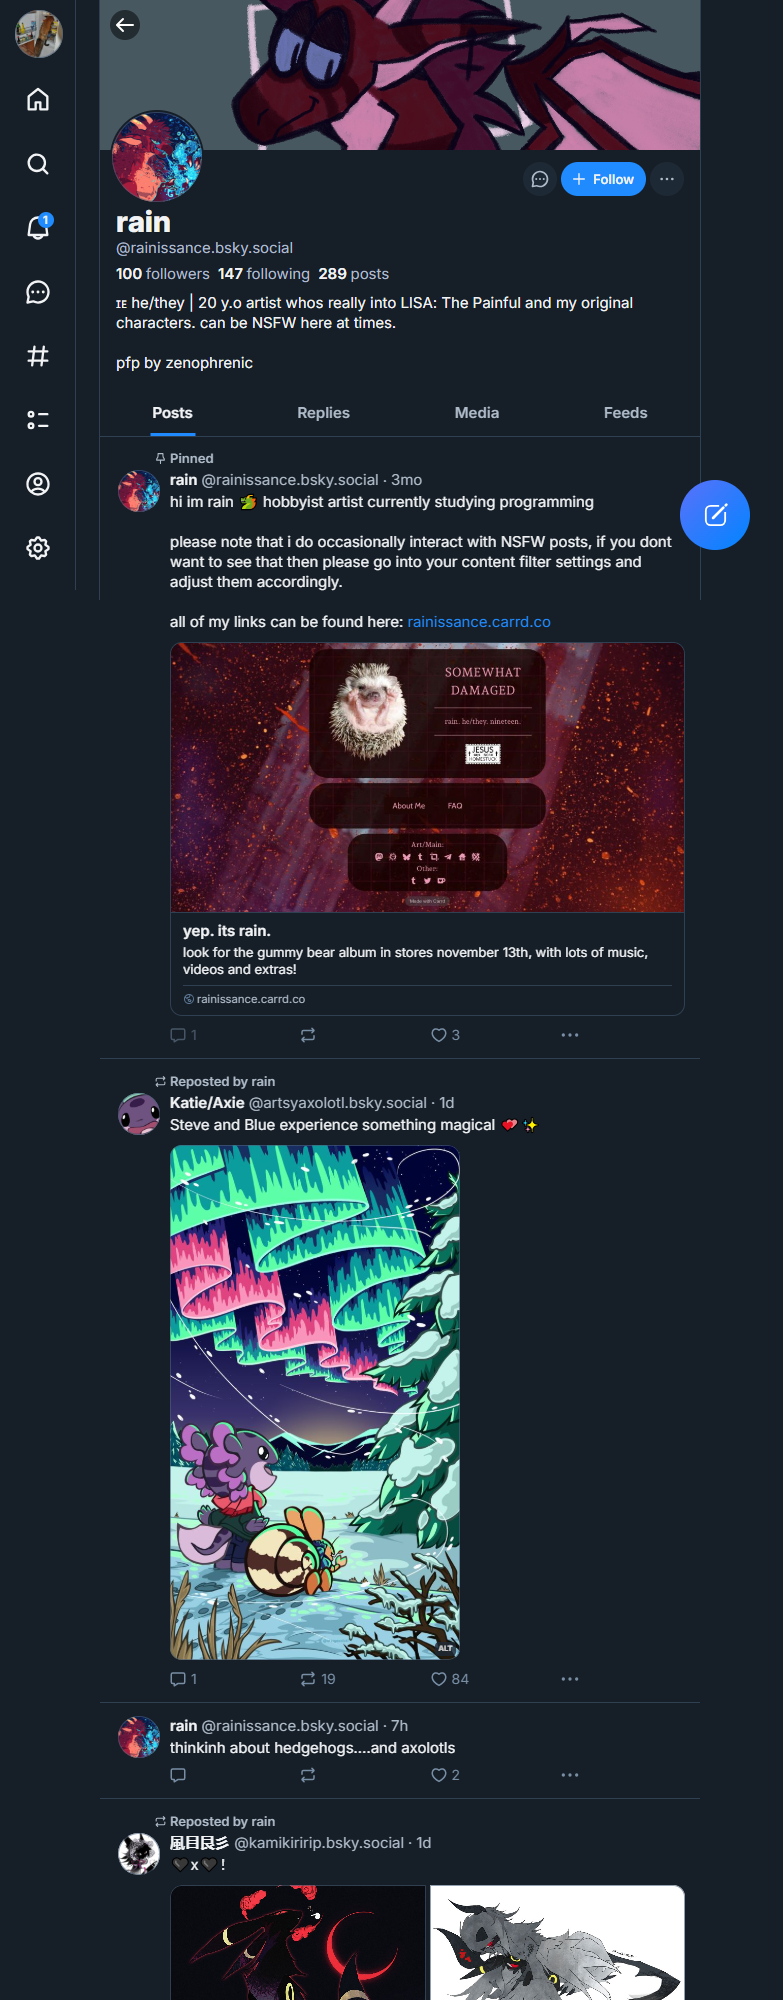 1
Follow
rain
@rainissance.bsky.social
100 followers 147 following 289 posts
ɪᴇ he/they | 20 y.o artist whos really into LISA: The Painful and my original
characters. can be NSFW here at times.
pfp by zenophrenic
Posts Replies Media Feeds
Pinned
rain @rainissance.bsky.social · 3mo
hi im rain 🐲 hobbyist artist currently studying programming
please note that i do occasionally interact with NSFW posts, if you dont
want to see that then please go into your content filter settings and
adjust them accordingly.
all of my links can be found here: rainissance.carrd.co
SOMEWHAT
DAMAGED
rain. he/they. nineteen.
JESUS
HOMESTUCK
About Me FAQ
Art/Main:
Other:
Made with Carrd
yep. its rain.
look for the gummy bear album in stores november 13th, with lots of music,
videos and extras!
rainissance.carrd.co
1 3
Reposted by rain
Katie/Axie @artsyaxolotl.bsky.social · 1d
Steve and Blue experience something magical 💕✨
ALT
1 19 84
rain @rainissance.bsky.social · 7h
thinkinh about hedgehogs....and axolotls
2
Reposted by rain
風目艮彡 @kamikiririp.bsky.social · 1d
🖤x🖤!